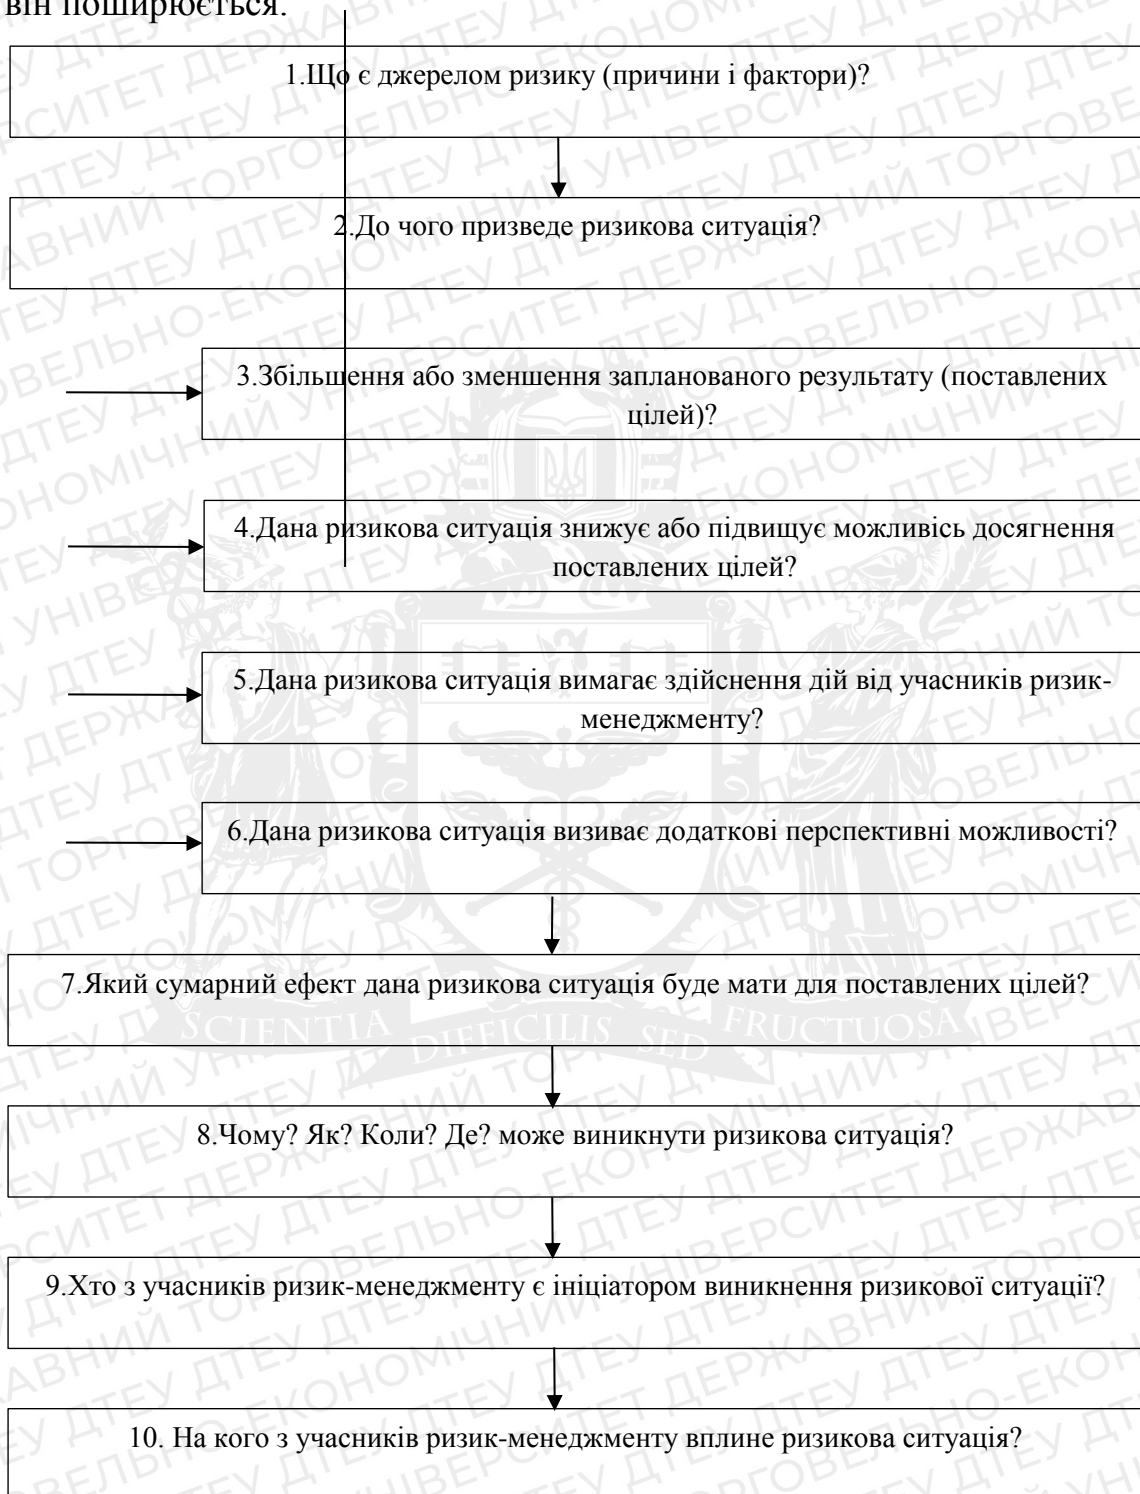 він поширюється.
1.Що є джерелом ризику (причини і фактори)?
2.До чого призведе ризикова ситуація?
3.Збільшення або зменшення запланованого результату (поставлених
цілей)?
4.Дана ризикова ситуація знижує або підвищує можливісь досягнення
поставлених цілей?
5.Дана ризикова ситуація вимагає здійснення дій від учасників ризик-
менеджменту?
6.Дана ризикова ситуація визиває додаткові перспективні можливості?
7.Який сумарний ефект дана ризикова ситуація буде мати для поставлених цілей?
SCIENTIA DIFFICILIS SED FRUCTUOSA
8.Чому? Як? Коли? Де? може виникнути ризикова ситуація?
9.Хто з учасників ризик-менеджменту є ініціатором виникнення ризикової ситуації?
10. На кого з учасників ризик-менеджменту вплине ризикова ситуація?